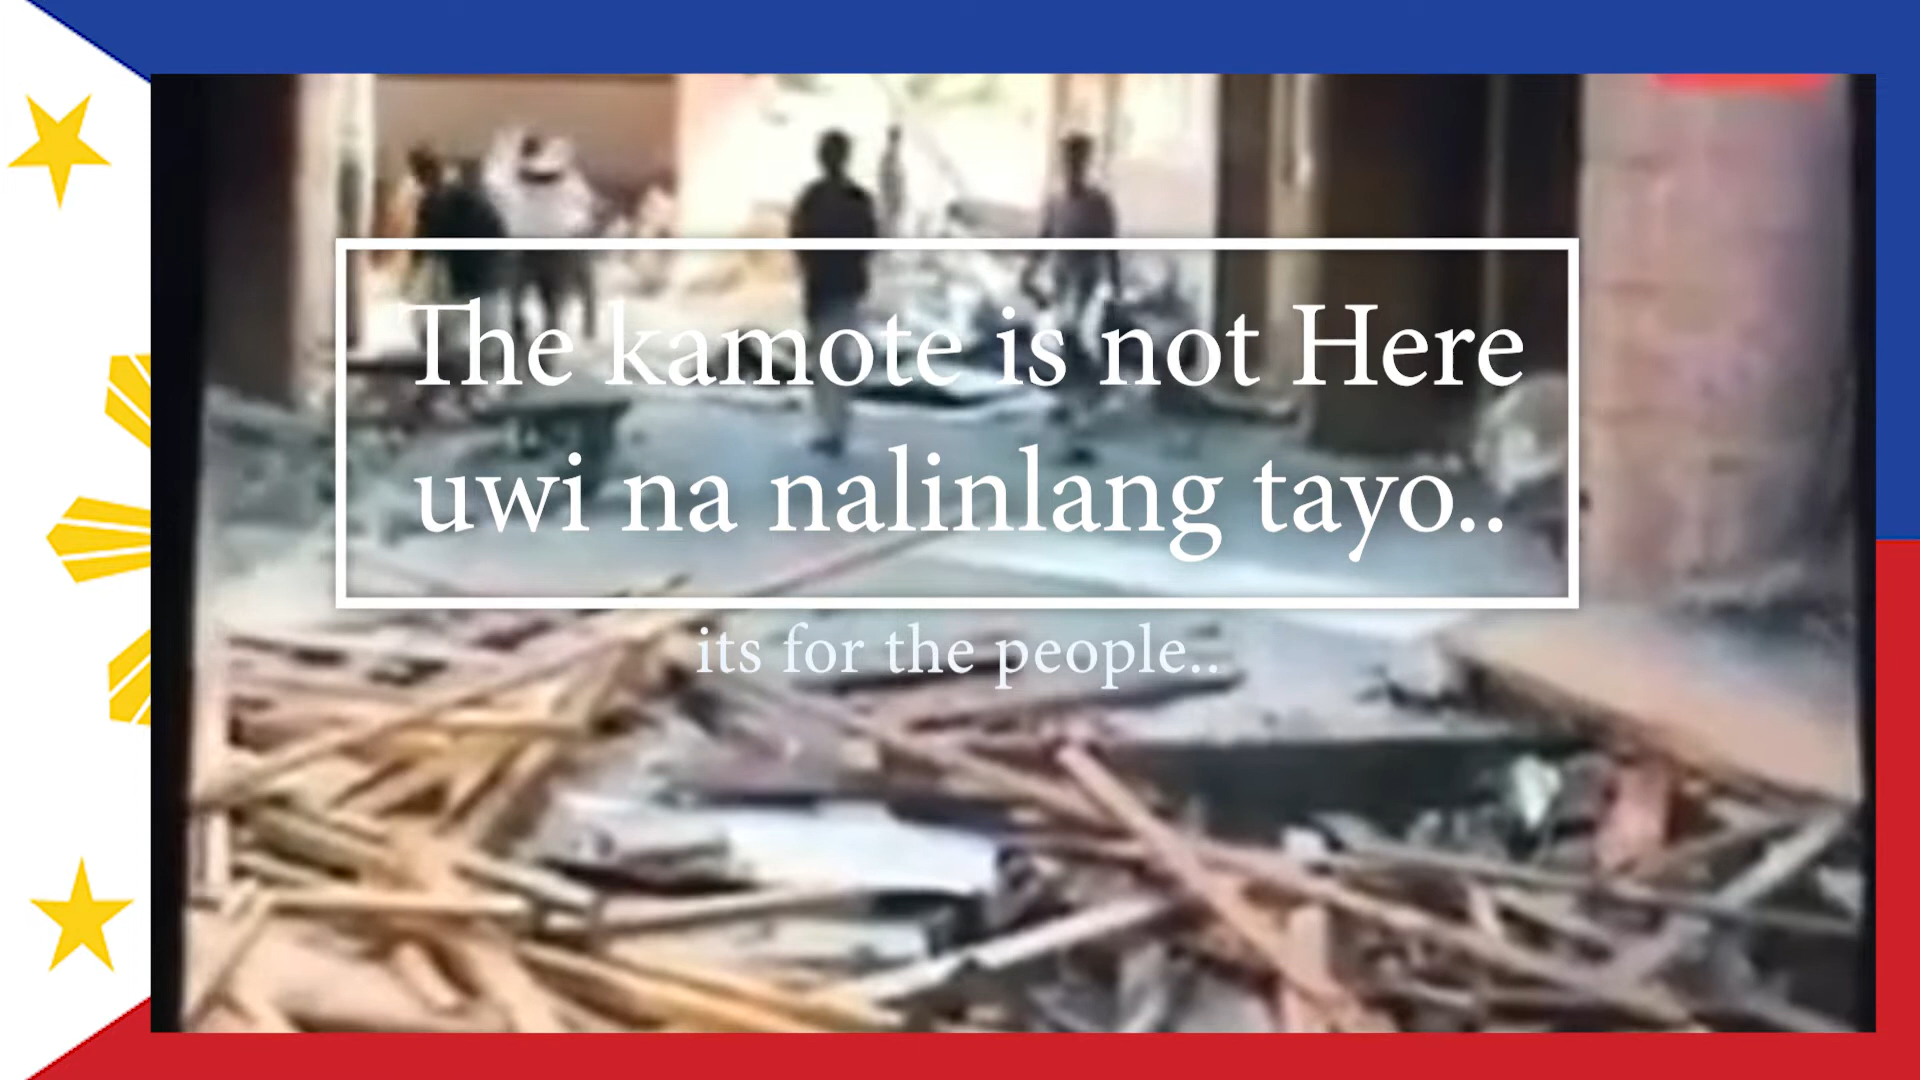 The kamote is not Here
uwi na nalinlang tayo..
its for the people..